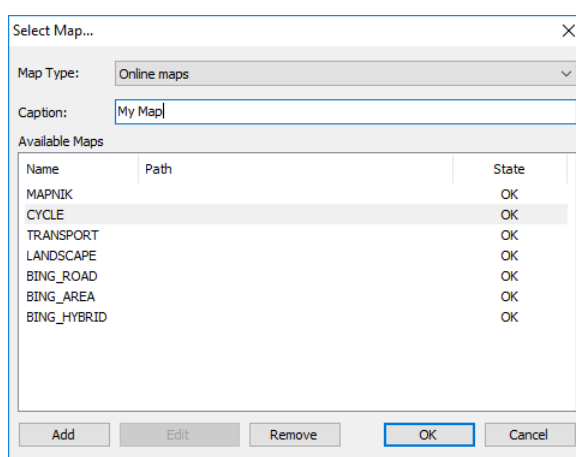 Select Map...
Map Type: Online maps
Caption: My Map
Available Maps
Name Path State
MAPNIK OK
CYCLE OK
TRANSPORT OK
LANDSCAPE OK
BING_ROAD OK
BING_AREA OK
BING_HYBRID OK
Add Edit Remove OK Cancel